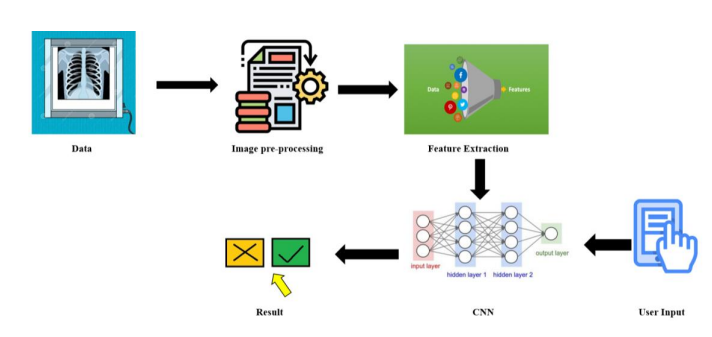 Data
Features
Data
Image pre-processing
Feature Extraction
input layer
hidden layer 1
hidden layer 2
output layer
Result
CNN
User Input